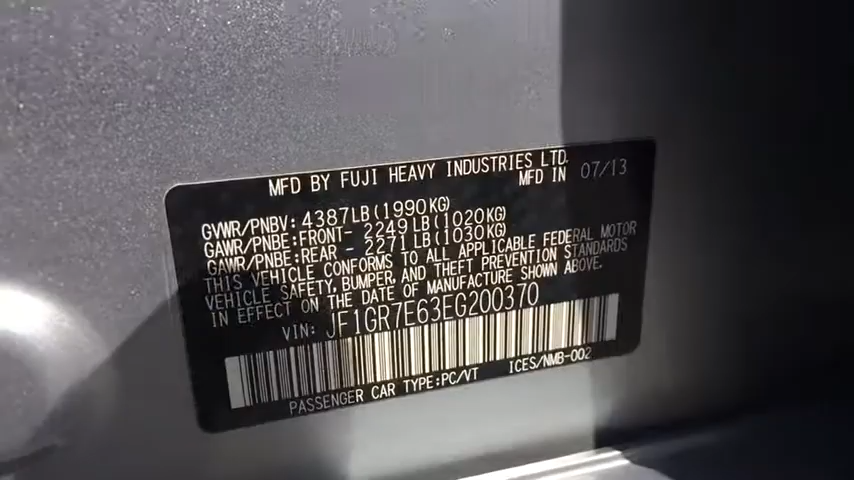 MFD BY FUJI HEAVY INDUSTRIES LTD.
MFD IN 07/13
GVWR/PNBV: 4387LB(1990KG)
GAWR/PNBE:FRONT- 2249LB(1020KG)
GAWR/PNBE:REAR - 2271LB(1030KG)
THIS VEHICLE CONFORMS TO ALL APPLICABLE FEDERAL MOTOR
VEHICLE SAFETY, BUMPER, AND THEFT PREVENTION STANDARDS
IN EFFECT ON THE DATE OF MANUFACTURE SHOWN ABOVE.
VIN: JF1GR7E63EG200370
PASSENGER CAR TYPE:PC/VT ICES/NMB-002